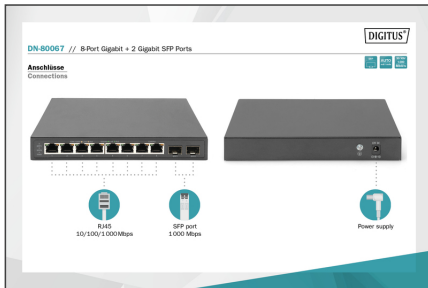 DIGITUS®
DN-80067 // 8-Port Gigabit + 2 Gigabit SFP Ports
Anschlüsse
Connections
AUTO
RJ45
10/100/1000Mbps
SFP port
1000 Mbps
Power supply